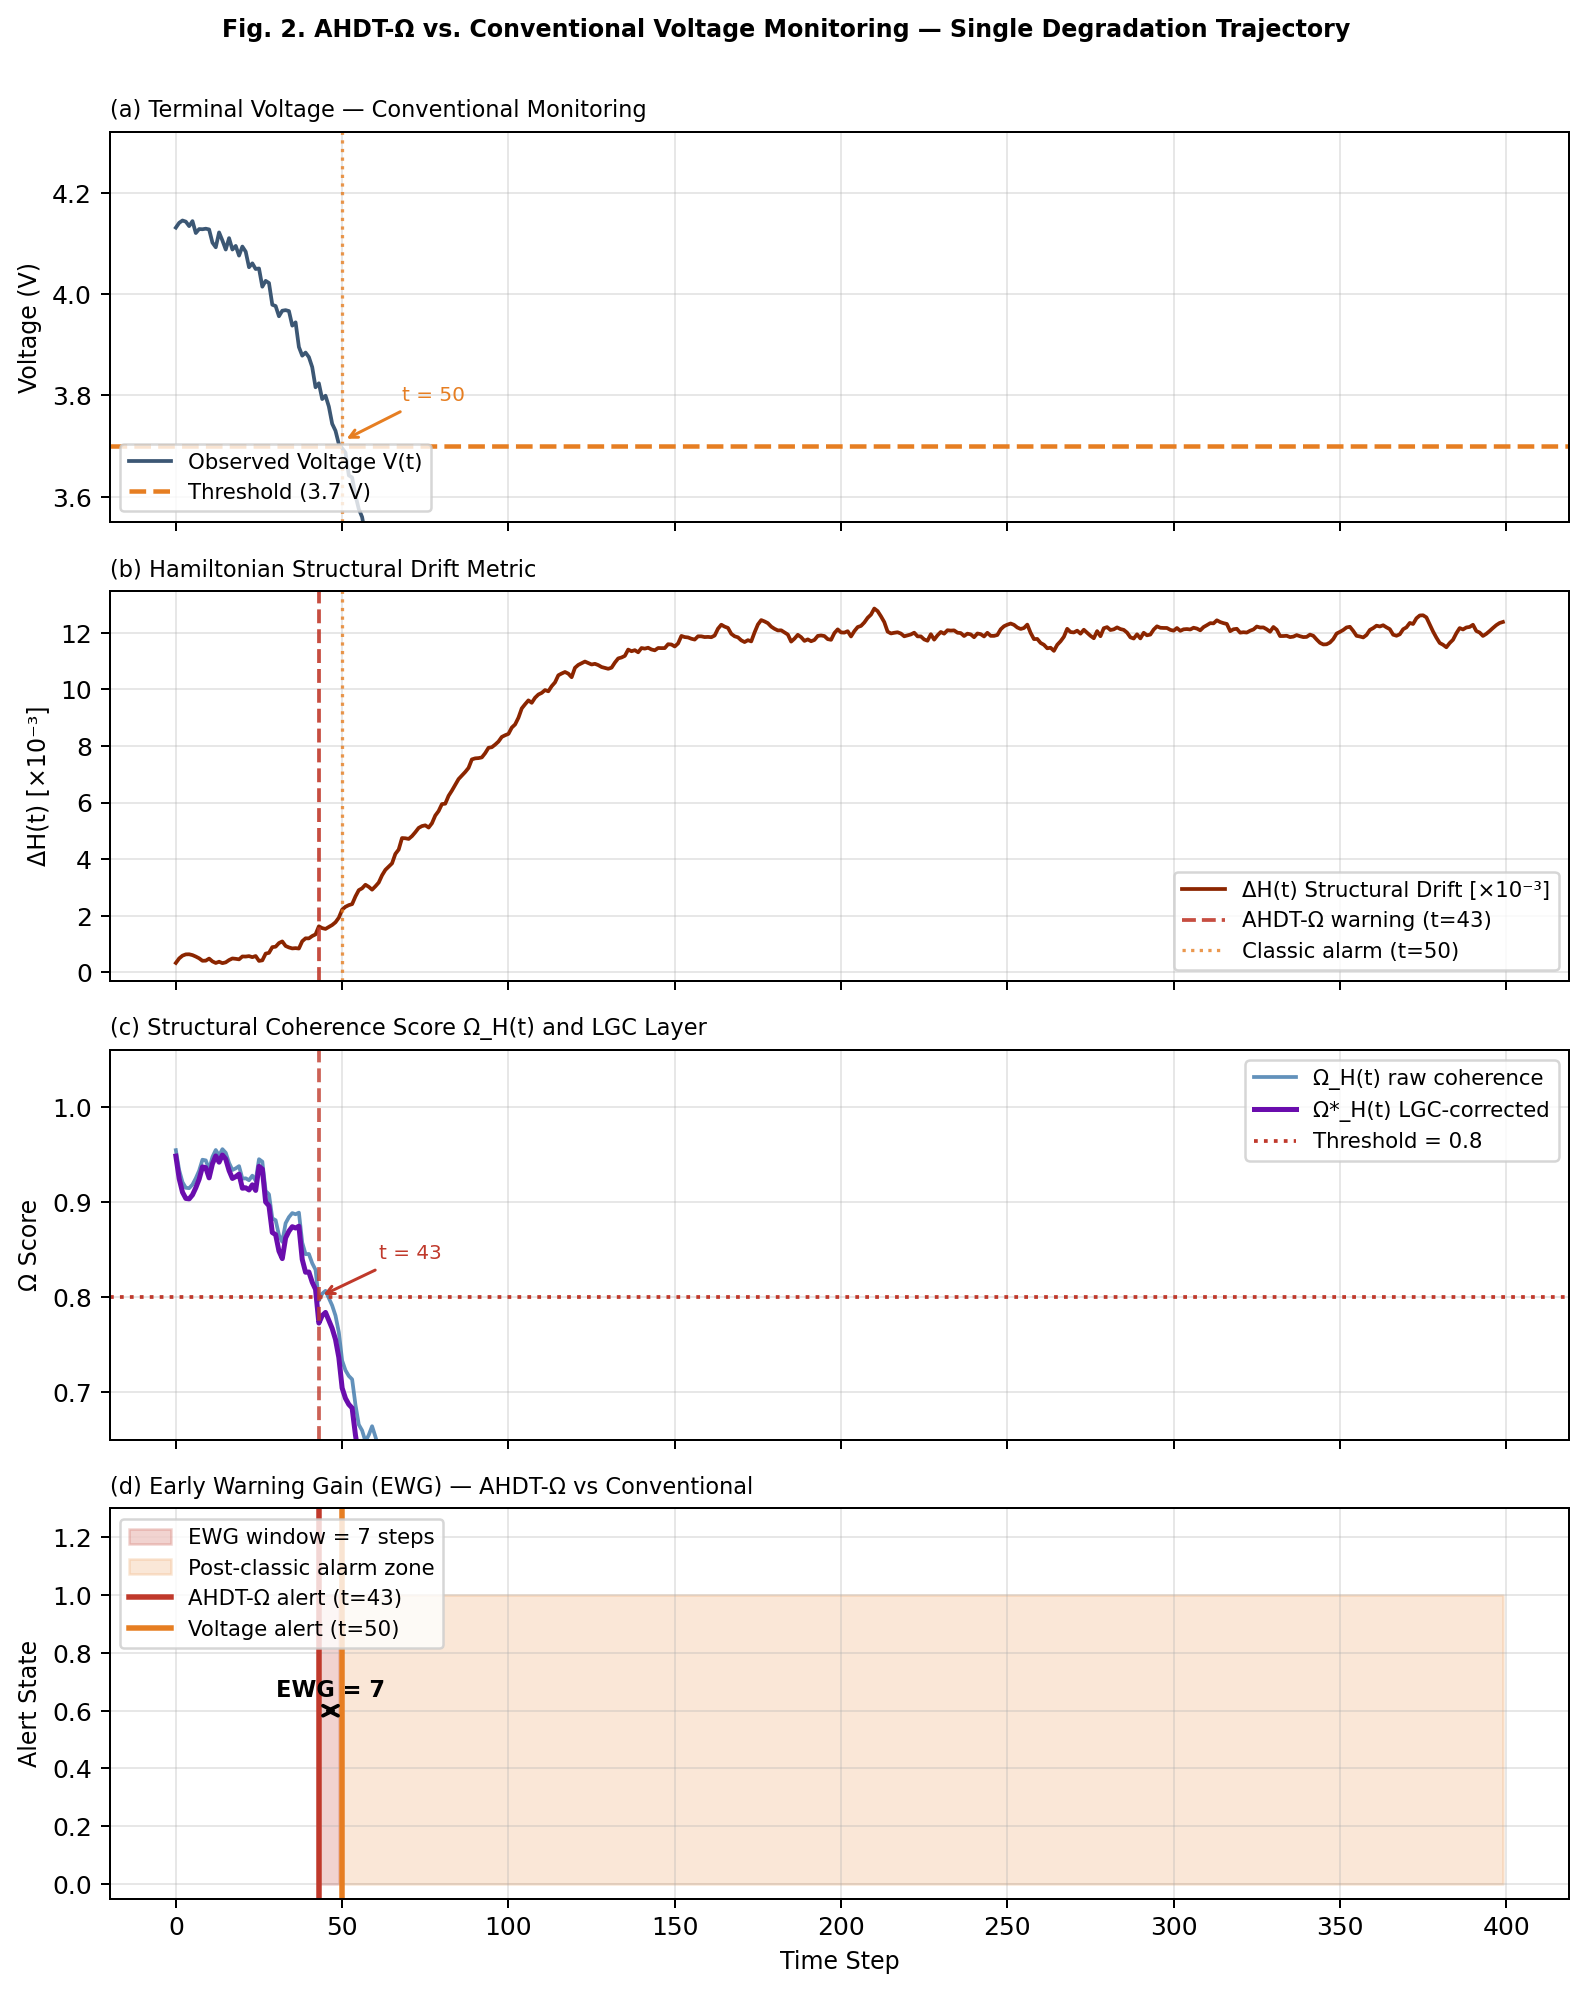 Fig. 2. AHDT-Ω vs. Conventional Voltage Monitoring — Single Degradation Trajectory
(a) Terminal Voltage — Conventional Monitoring
Voltage (V)
4.2
4.0
3.8
3.6
t = 50
Observed Voltage V(t)
Threshold (3.7 V)
(b) Hamiltonian Structural Drift Metric
ΔH(t) [×10⁻³]
12
10
8
6
4
2
0
ΔH(t) Structural Drift [×10⁻³]
AHDT-Ω warning (t=43)
Classic alarm (t=50)
(c) Structural Coherence Score Ω_H(t) and LGC Layer
Ω Score
1.0
0.9
0.8
0.7
Ω_H(t) raw coherence
Ω*_H(t) LGC-corrected
Threshold = 0.8
t = 43
(d) Early Warning Gain (EWG) — AHDT-Ω vs Conventional
Alert State
1.2
1.0
0.8
0.6
0.4
0.2
0.0
EWG window = 7 steps
Post-classic alarm zone
AHDT-Ω alert (t=43)
Voltage alert (t=50)
EWG = 7
0 50 100 150 200 250 300 350 400
Time Step